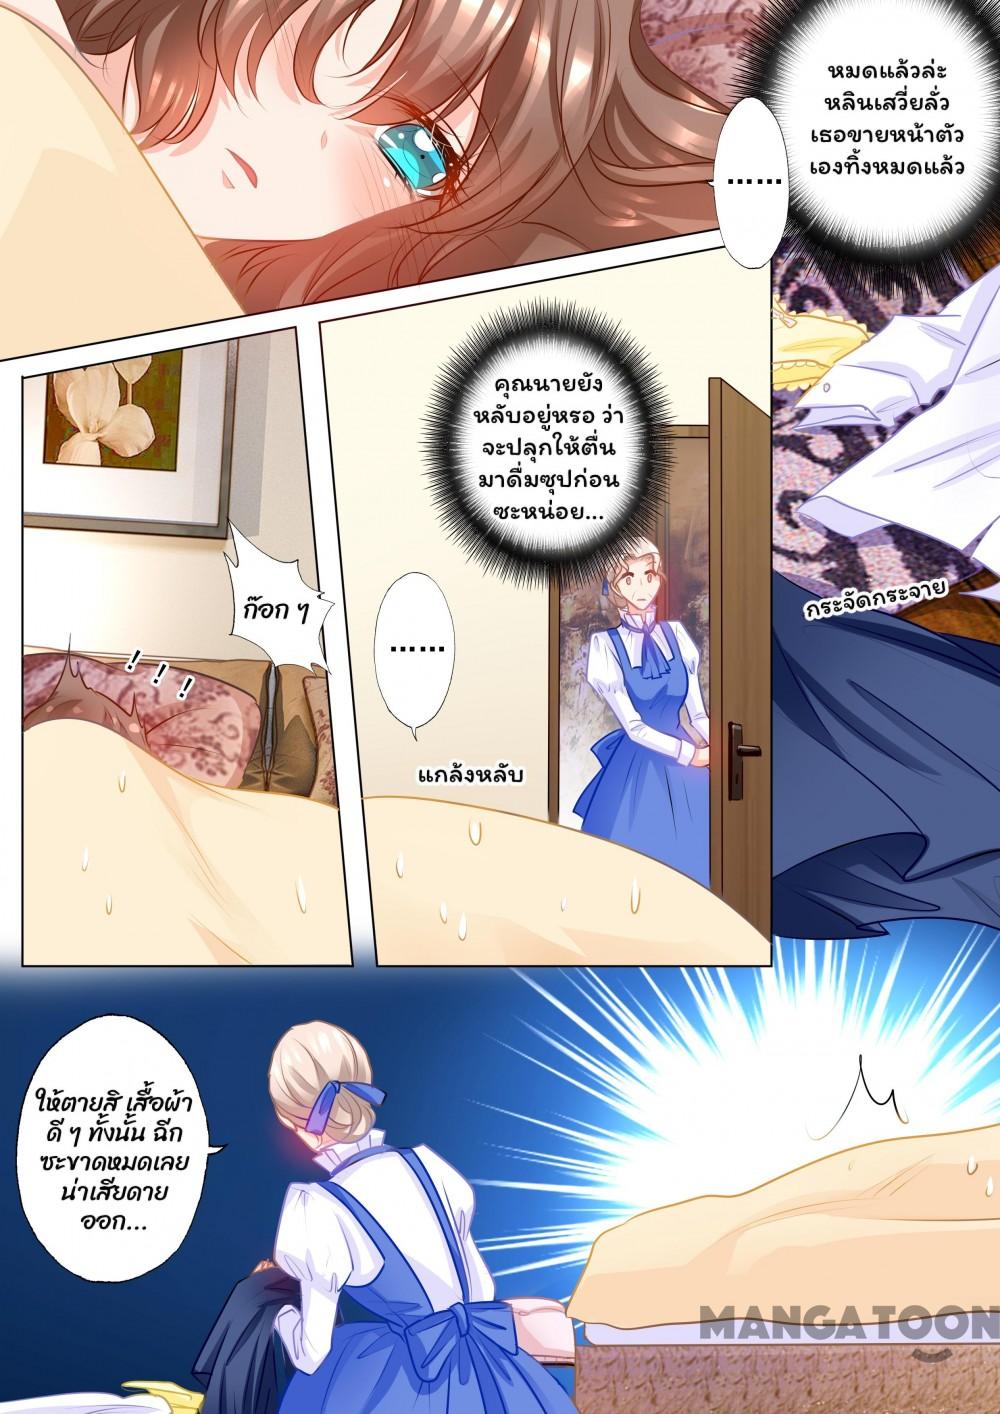 หมดแล้วล่ะ
หลินเสวี่ยลั่ว
เธอขายหน้าตัว
เองทิ้งหมดแล้ว
......
คุณนายยัง
หลับอยู่หรอ ว่า
จะปลุกให้ตื่น
มาดื่มซุปก่อน
ซะหน่อย...
กระจัดกระจาย
ก๊อก ๆ
! ! !
......
แกล้งหลับ
ให้ตายสิ เสื้อผ้า
ดี ๆ ทั้งนั้น ฉีก
ซะขาดหมดเลย
น่าเสียดาย
ออก...
MANGATOON